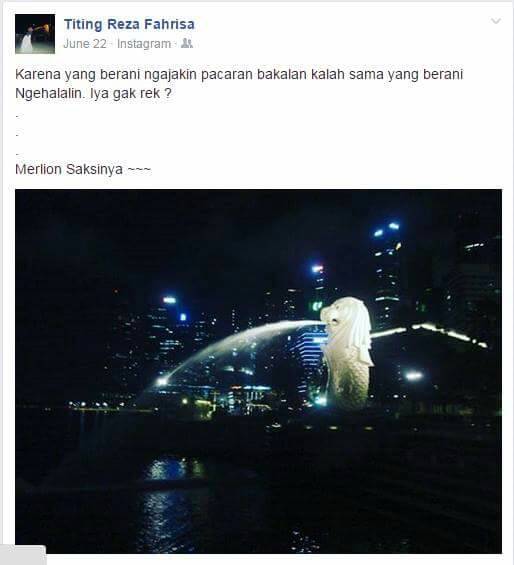 Titing Reza Fahrisa
June 22 · Instagram ·
Karena yang berani ngajakin pacaran bakalan kalah sama yang berani
Ngehalalin. Iya gak rek ?
.
.
.
Merlion Saksinya ~~~